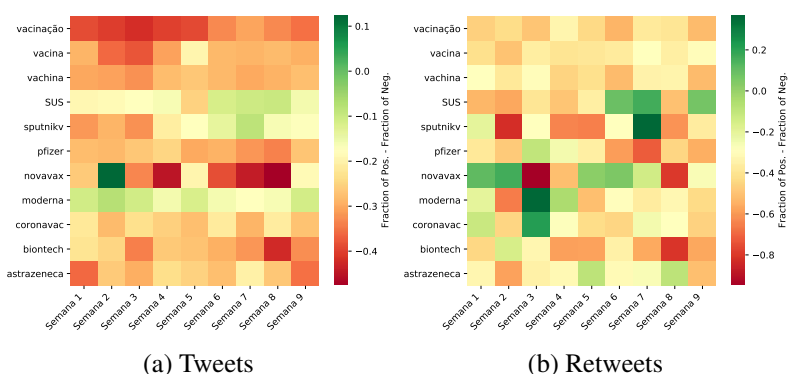 vacinação
vacina
vachina
SUS
sputnikv
pfizer
novavax
moderna
coronavac
biontech
astrazeneca
Semana 1
Semana 2
Semana 3
Semana 4
Semana 5
Semana 6
Semana 7
Semana 8
Semana 9
0.1
0.0
−0.1
−0.2
−0.3
−0.4
Fraction of Pos. - Fraction of Neg.
(a) Tweets
vacinação
vacina
vachina
SUS
sputnikv
pfizer
novavax
moderna
coronavac
biontech
astrazeneca
Semana 1
Semana 2
Semana 3
Semana 4
Semana 5
Semana 6
Semana 7
Semana 8
Semana 9
0.2
0.0
−0.2
−0.4
−0.6
−0.8
Fraction of Pos. - Fraction of Neg.
(b) Retweets